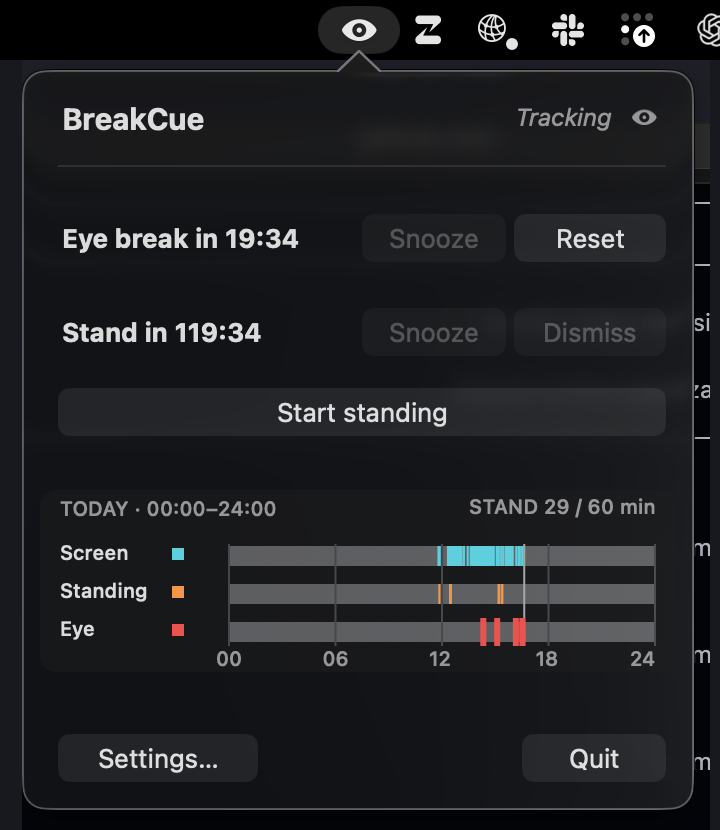 BreakCue
Tracking
Eye break in 19:34
Snooze
Reset
Stand in 119:34
Snooze
Dismiss
Start standing
TODAY · 00:00–24:00
STAND 29 / 60 min
Screen
Standing
Eye
00 06 12 18 24
Settings...
Quit